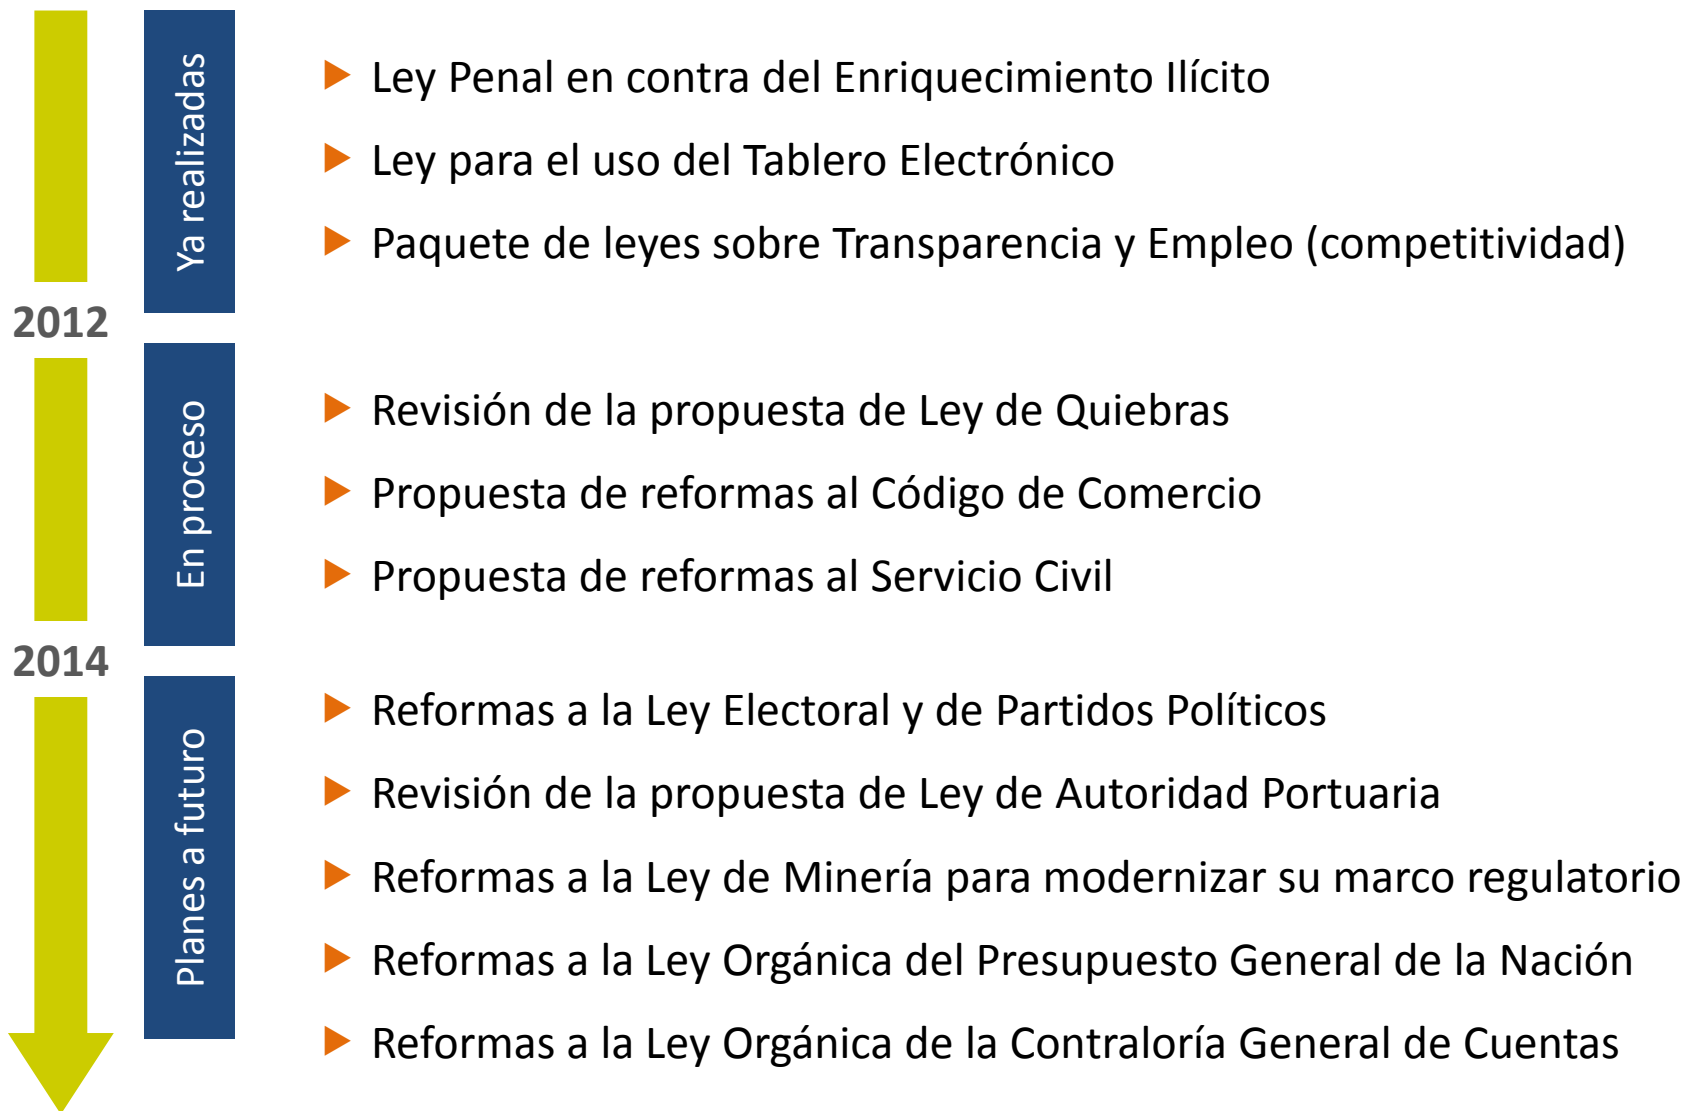 Ya realizadas
Ley Penal en contra del Enriquecimiento Ilícito
Ley para el uso del Tablero Electrónico
Paquete de leyes sobre Transparencia y Empleo (competitividad)
2012
En proceso
Revisión de la propuesta de Ley de Quiebras
Propuesta de reformas al Código de Comercio
Propuesta de reformas al Servicio Civil
2014
Planes a futuro
Reformas a la Ley Electoral y de Partidos Políticos
Revisión de la propuesta de Ley de Autoridad Portuaria
Reformas a la Ley de Minería para modernizar su marco regulatorio
Reformas a la Ley Orgánica del Presupuesto General de la Nación
Reformas a la Ley Orgánica de la Contraloría General de Cuentas